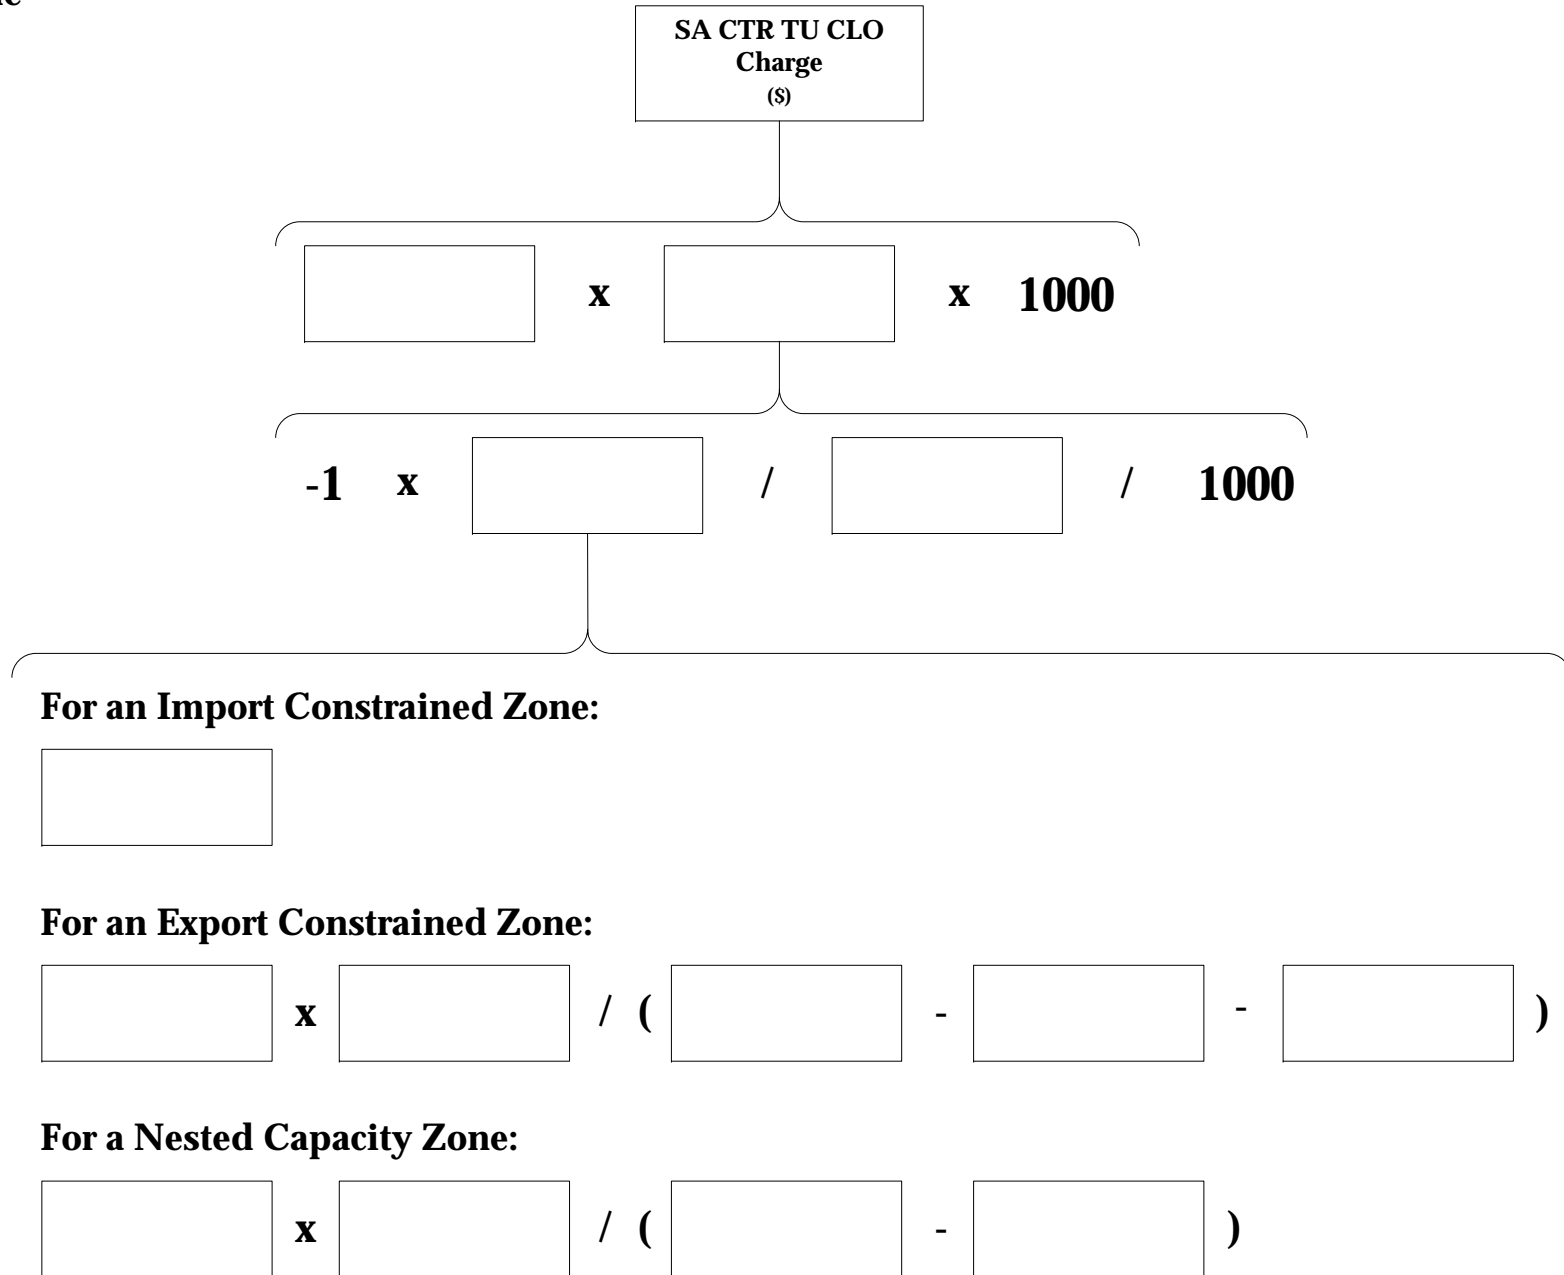 SA CTR TU CLO
Charge
($)
x x 1000
-1 x / / 1000
For an Import Constrained Zone:
For an Export Constrained Zone:
x / ( - - )
For a Nested Capacity Zone:
x / ( - )